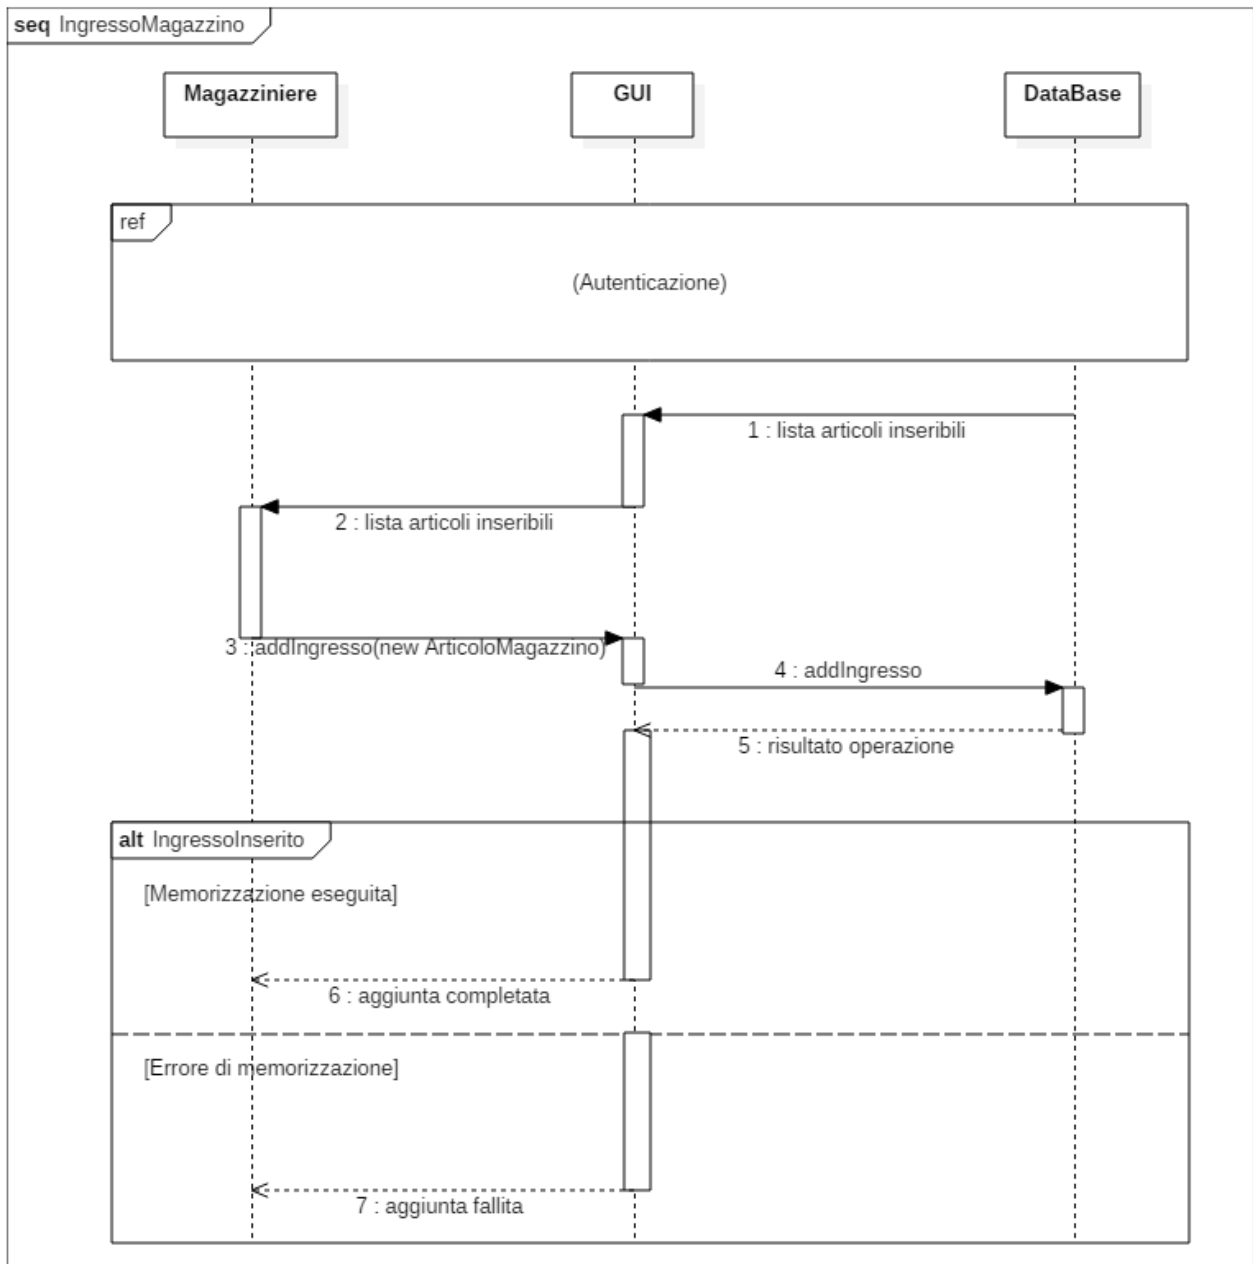 seq IngressoMagazzino
Magazziniere
GUI
DataBase
ref
(Autenticazione)
1 : lista articoli inseribili
2 : lista articoli inseribili
3 : addIngresso(new ArticoloMagazzino)
4 : addIngresso
5 : risultato operazione
alt IngressoInserito
[Memorizzazione eseguita]
6 : aggiunta completata
[Errore di memorizzazione]
7 : aggiunta fallita